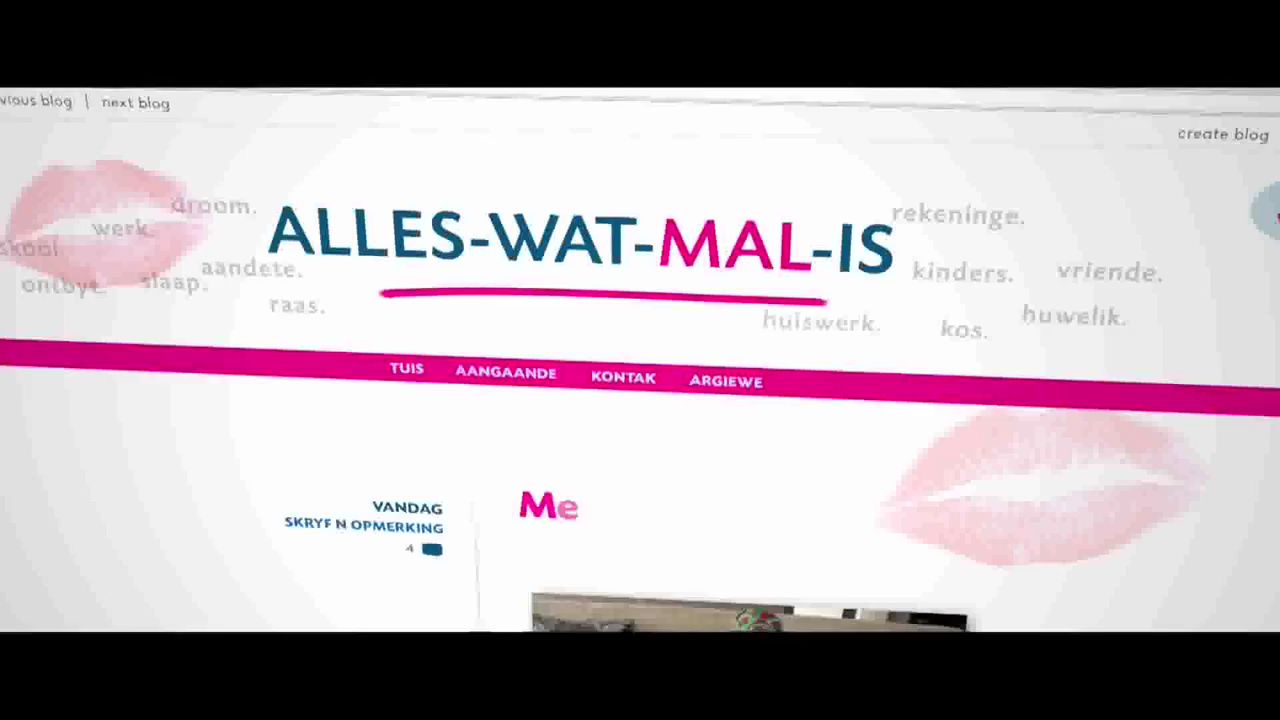 vious blog | next blog
create blog
droom.
werk.
skool
aandete.
ontbyt.
slaap.
raas.
ALLES-WAT-MAL-IS
rekeninge.
kinders.
vriende.
huiswerk.
kos.
huwelik.
TUIS AANGAANDE KONTAK ARGIEWE
VANDAG
SKRYF N OPMERKING
4
Me